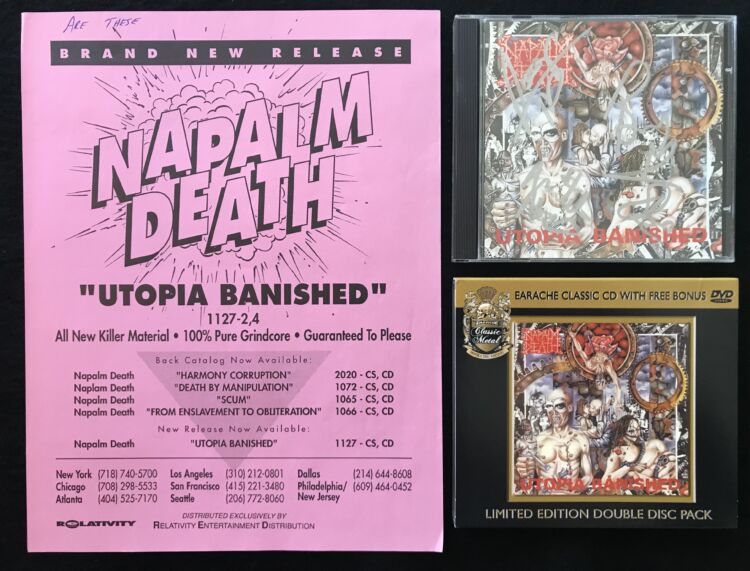 ARE THESE
BRAND NEW RELEASE
NAPALM
DEATH
"UTOPIA BANISHED"
1127-2,4
All New Killer Material • 100% Pure Grindcore • Guaranteed To Please
Back Catalog Now Available:
Napalm Death "HARMONY CORRUPTION" 2020 - CS, CD
Naplam Death "DEATH BY MANIPULATION" 1072 - CS, CD
Napalm Death "SCUM" 1065 - CS, CD
Napalm Death "FROM ENSLAVEMENT TO OBLITERATION" 1066 - CS, CD
New Release Now Available:
Napalm Death "UTOPIA BANISHED" 1127 - CS, CD
New York (718) 740-5700 Los Angeles (310) 212-0801 Dallas (214) 644-8608
Chicago (708) 298-5533 San Francisco (415) 221-3480 Philadelphia/ (609) 464-0452
Atlanta (404) 525-7170 Seattle (206) 772-8060 New Jersey
DISTRIBUTED EXCLUSIVELY BY
RELATIVITY RELATIVITY ENTERTAINMENT DISTRIBUTION
NAPALM
DEATH
UTOPIA BANISHED
EARACHE CLASSIC CD WITH FREE BONUS DVD
Classic
Metal
NAPALM
DEATH
UTOPIA BANISHED
LIMITED EDITION DOUBLE DISC PACK